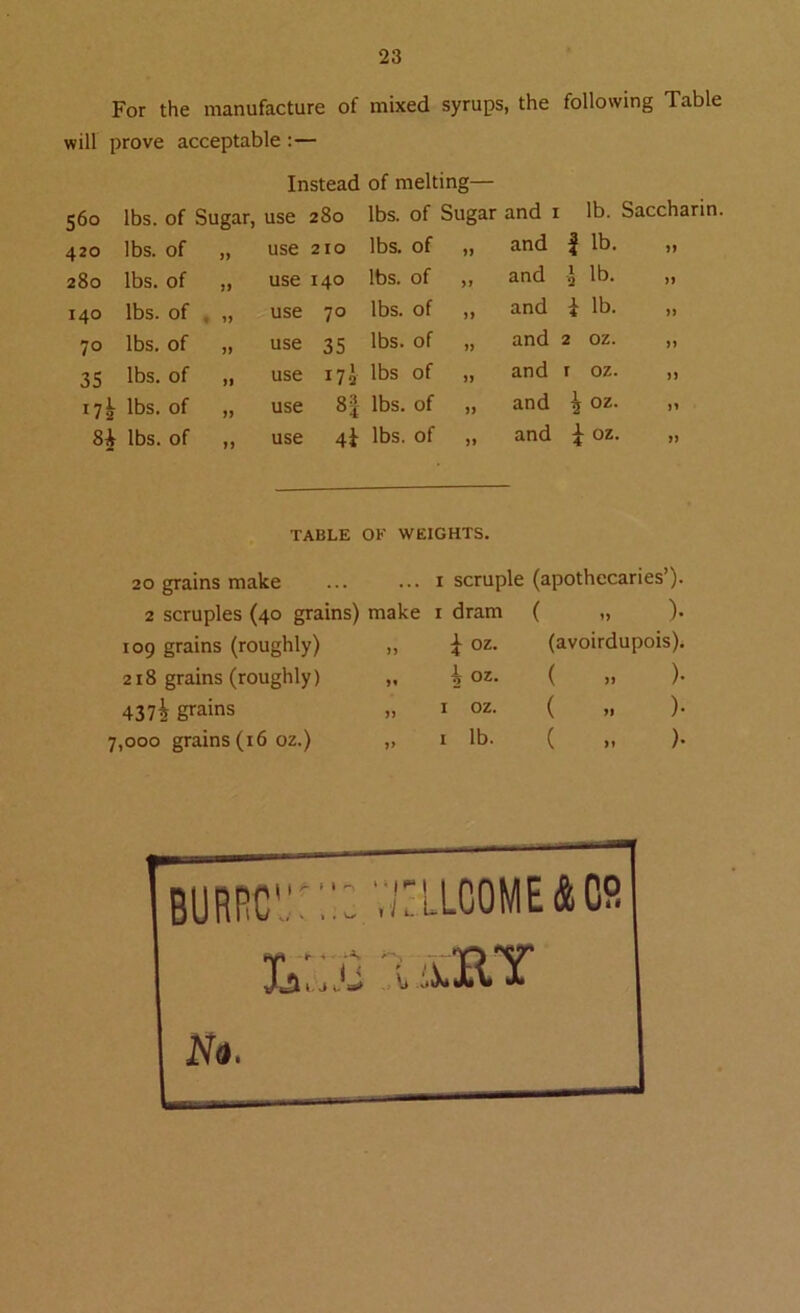 23
For the manufacture of mixed syrups, the following Table
will prove acceptable :—
Instead of melting—
560 lbs. of Sugar, use 280 lbs. of Sugar and 1 lb. Saccharin.
420 lbs. of „ use 210 lbs. of „ and ¾ lb. „
280 lbs. of „ use 140 lbs. of „ and ½ lb. „
140 lbs. of „ use 70 lbs. of „ and ¼ lb. „
70 lbs. of „ use 35 lbs. of „ and 2 oz. „
35 lbs. of „ use 17½ lbs of „ and 1 oz. „
17½ lbs. of „ use 8¾ lbs. of „ and ½ oz. „
8½ lbs. of „ use 4¼ lbs. of „ and ¼ oz. „
TABLE OF WEIGHTS.
20 grains make ... ... 1 scruple (apothecaries’).
2 scruples (40 grains) make 1 dram ( „ ).
109 grains (roughly) „ ¼ oz. (avoirdupois).
218 grains (roughly) „ ½ oz. ( „ ).
437½ grains „ 1 oz. ( „ ).
7,000 grains (16 oz.) „ 1 lb. ( „ ).
& Co.
No.